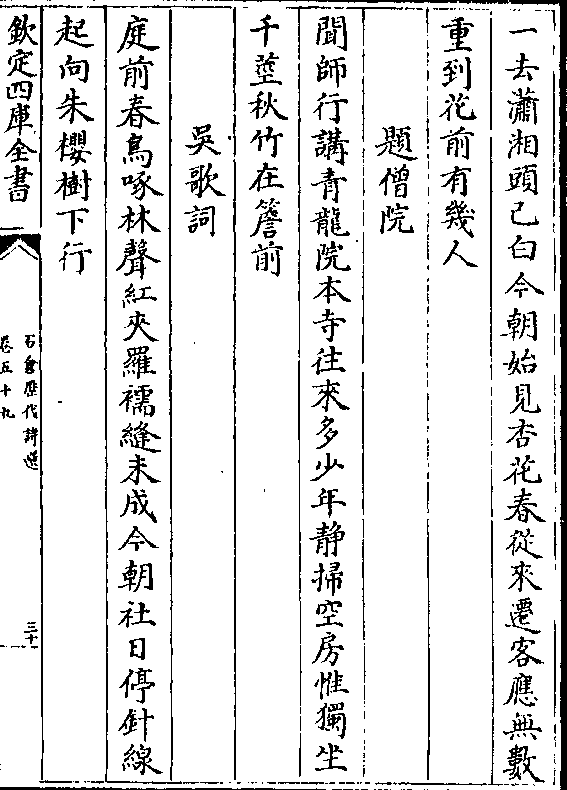 一去瀟湘頭已白今朝始見杏花春從來遷客應無數
重到花前有幾人
題僧院
聞師行講青龍院本寺往來多少年靜掃空房惟獨坐
千莖秋竹在簷前
吳歌詞
庭前春鳥啄林聲紅夾羅襦縫未成今朝社日停針線
起向朱櫻樹下行
欽定四庫全書
石倉歷代詩選
卷五十九
三十